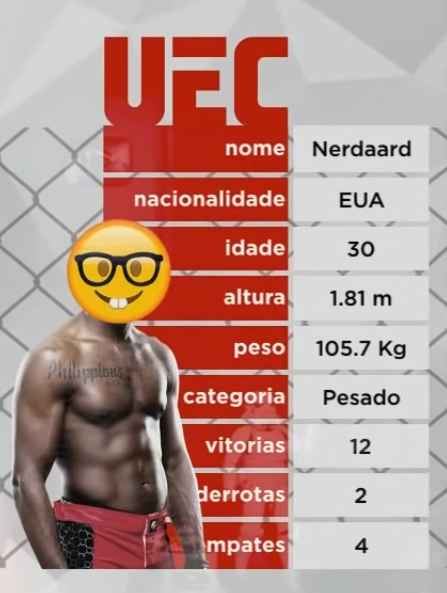 UFC
nome Nerdaard
nacionalidade EUA
idade 30
altura 1.81 m
peso 105.7 Kg
categoria Pesado
vitorias 12
derrotas 2
mpates 4
Philippians